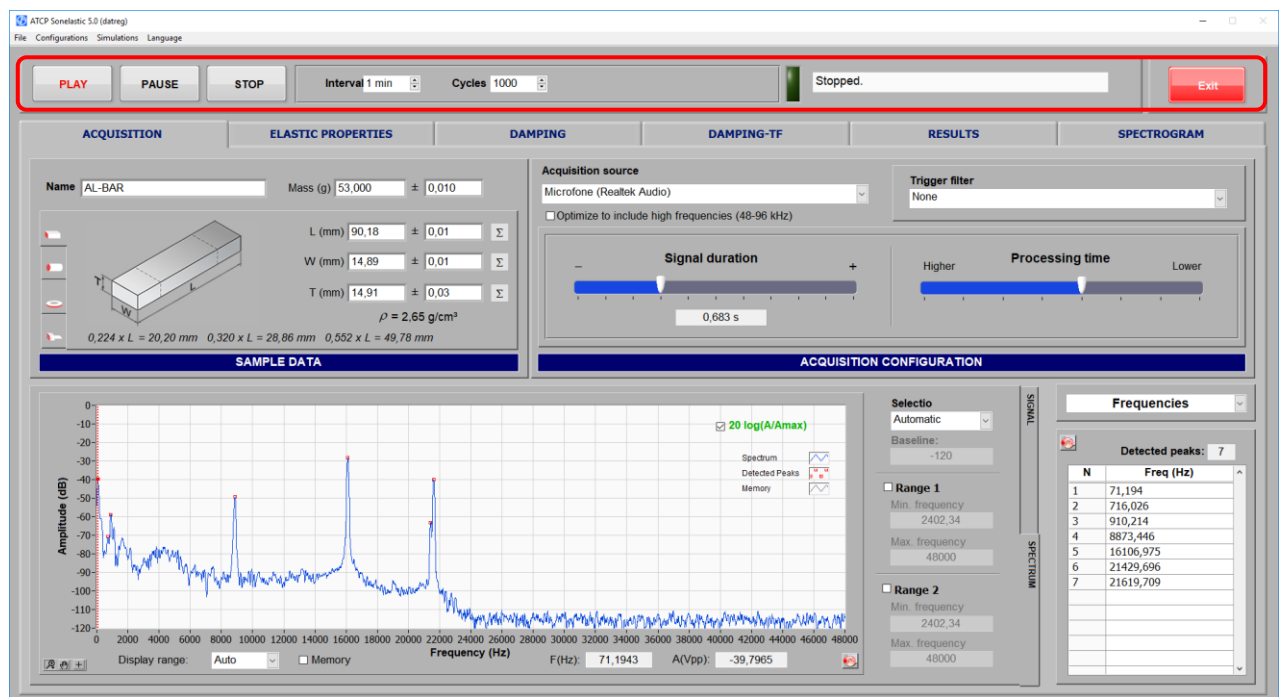 ATCP Sonelastic 5.0 (datreg)
File Configurations Simulations Language
PLAY PAUSE STOP Interval 1 min Cycles 1000 Stopped. Exit
ACQUISITION ELASTIC PROPERTIES DAMPING DAMPING-TF RESULTS SPECTROGRAM
Name AL-BAR Mass (g) 53,000 ± 0,010
L (mm) 90,18 ± 0,01 Σ
W (mm) 14,89 ± 0,01 Σ
T (mm) 14,91 ± 0,03 Σ
T W L
ρ = 2,65 g/cm³
0,224 x L = 20,20 mm 0,320 x L = 28,86 mm 0,552 x L = 49,78 mm
SAMPLE DATA
Acquisition source
Microfone (Realtek Audio)
Optimize to include high frequencies (48-96 kHz)
Trigger filter
None
Signal duration
− +
0,683 s
Processing time
Higher Lower
ACQUISITION CONFIGURATION
Amplitude (dB)
0
-10
-20
-30
-40
-50
-60
-70
-80
-90
-100
-110
-120
20 log(A/Amax)
Spectrum
Detected Peaks
Memory
0 2000 4000 6000 8000 10000 12000 14000 16000 18000 20000 22000 24000 26000 28000 30000 32000 34000 36000 38000 40000 42000 44000 46000 48000
Frequency (Hz)
Display range: Auto Memory F(Hz): 71,1943 A(Vpp): -39,7965
Selectio
Automatic
Baseline:
-120
Range 1
Min. frequency
2402,34
Max. frequency
48000
Range 2
Min. frequency
2402,34
Max. frequency
48000
SIGNAL
SPECTRUM
Frequencies
Detected peaks: 7
N Freq (Hz)
1 71,194
2 716,026
3 910,214
4 8873,446
5 16106,975
6 21429,696
7 21619,709